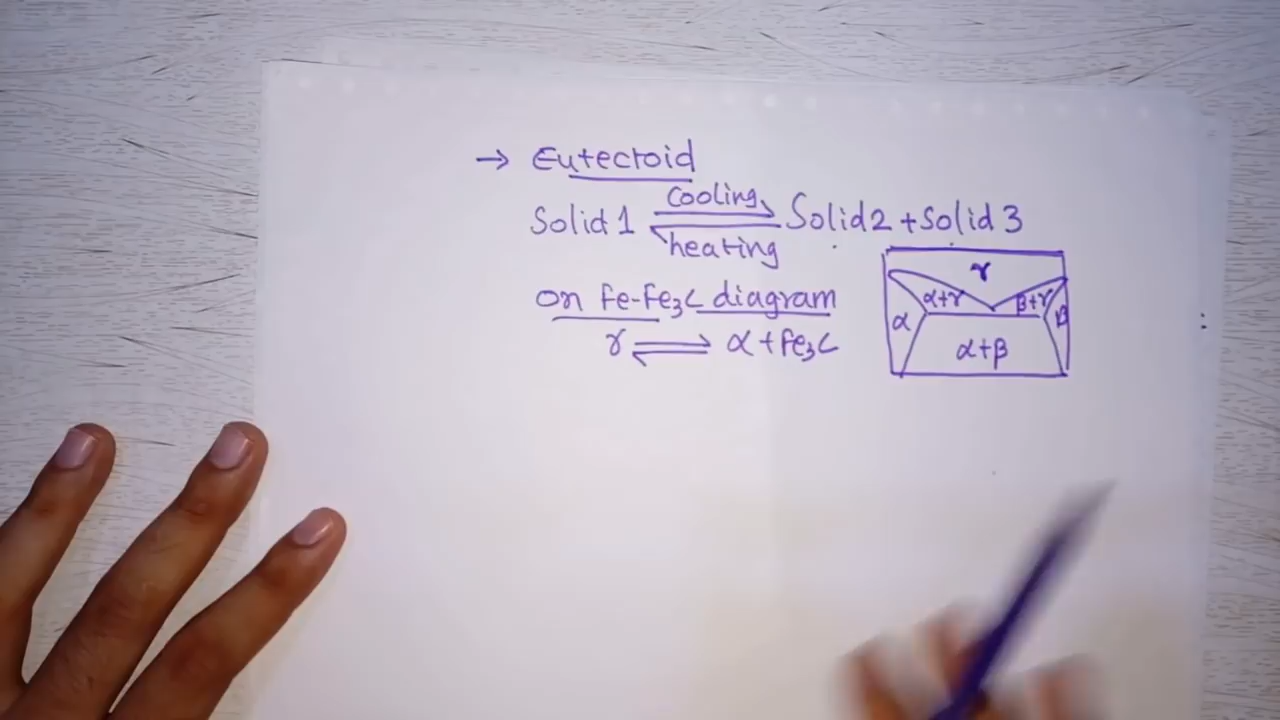 → Eutectoid
cooling
Solid 1 ⇌ Solid 2 + Solid 3
heating
on Fe-Fe₃C diagram
γ ⇌ α + Fe₃C
γ
α+γ β+γ
α β
α+β